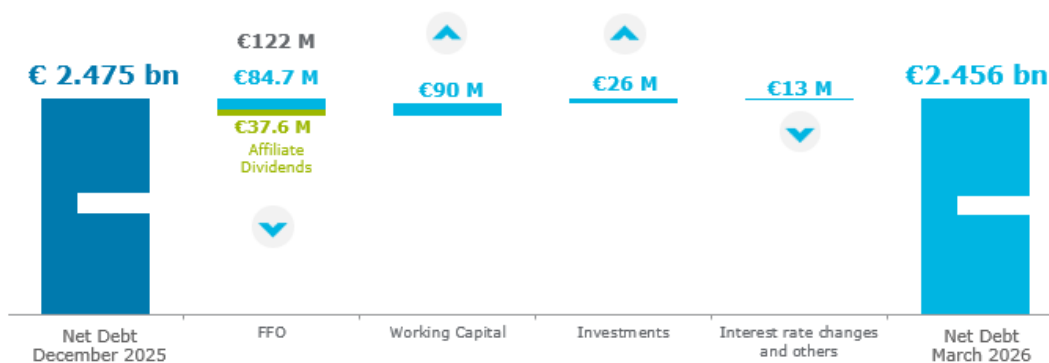 € 2.475 bn
€122 M
€84.7 M
€37.6 M
Affiliate
Dividends
€90 M
€26 M
€13 M
€2.456 bn
Net Debt
December 2025
FFO
Working Capital
Investments
Interest rate changes
and others
Net Debt
March 2026